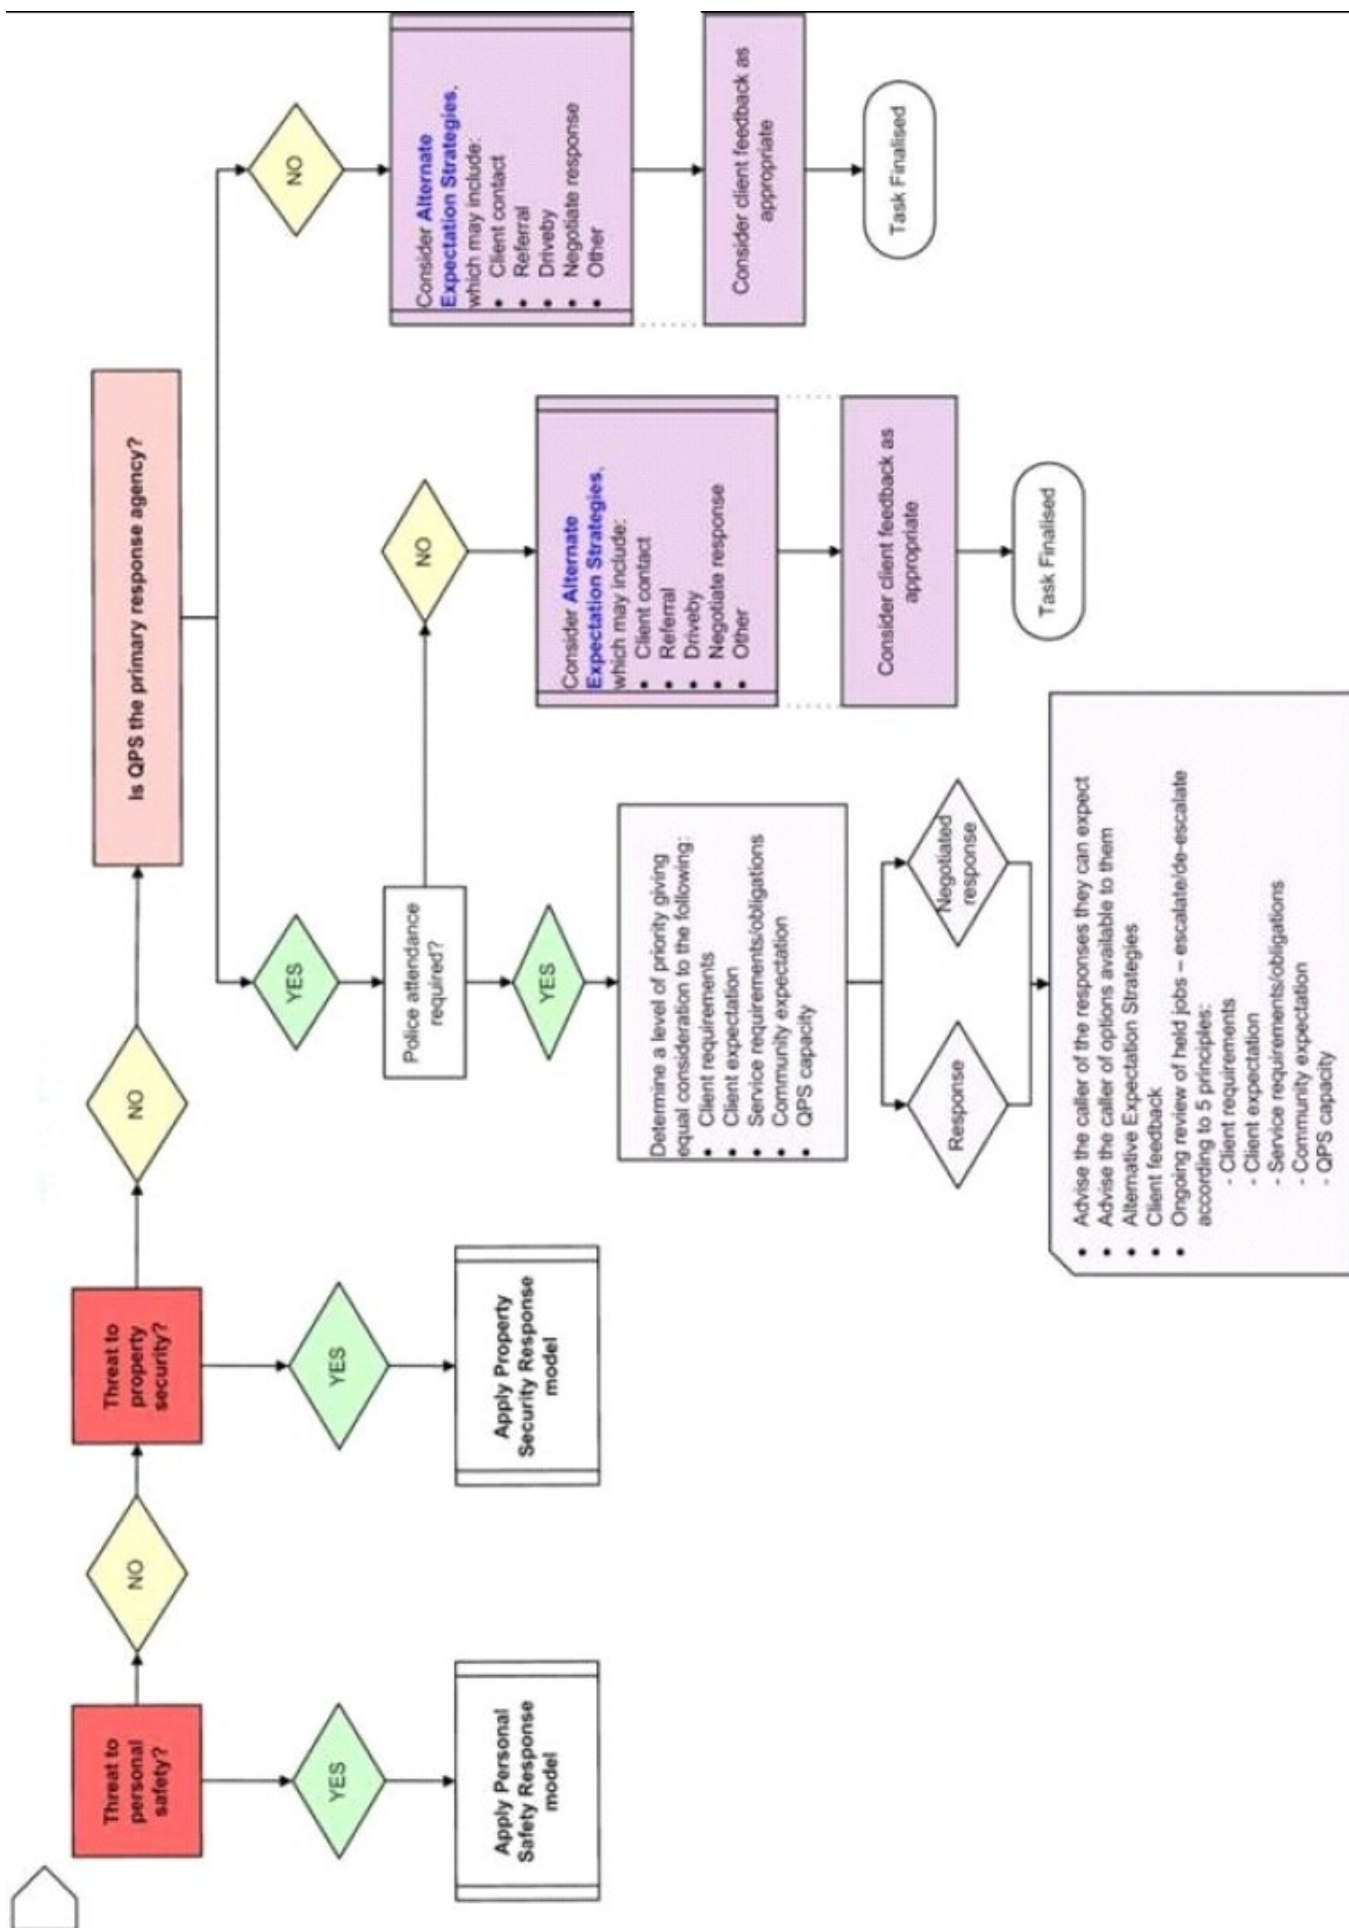 Threat to
personal
safety?
NO
Threat to
property
security?
NO
Is QPS the primary response agency?
YES
Apply Personal
Safety Response
model
YES
Apply Property
Security Response
model
YES
Police attendance
required?
NO
YES
Determine a level of priority giving
equal consideration to the following:
• Client requirements
• Client expectation
• Service requirements/obligations
• Community expectation
• QPS capacity
Response
Negotiated
response
• Advise the caller of the responses they can expect
• Advise the caller of options available to them
• Alternative Expectation Strategies
• Client feedback
• Ongoing review of held jobs – escalate/de-escalate
according to 5 principles:
- Client requirements
- Client expectation
- Service requirements/obligations
- Community expectation
- QPS capacity
Consider Alternate
Expectation Strategies,
which may include:
• Client contact
• Referral
• Driveby
• Negotiate response
• Other
Consider client feedback as
appropriate
Task Finalised
NO
Consider Alternate
Expectation Strategies,
which may include:
• Client contact
• Referral
• Driveby
• Negotiate response
• Other
Consider client feedback as
appropriate
Task Finalised